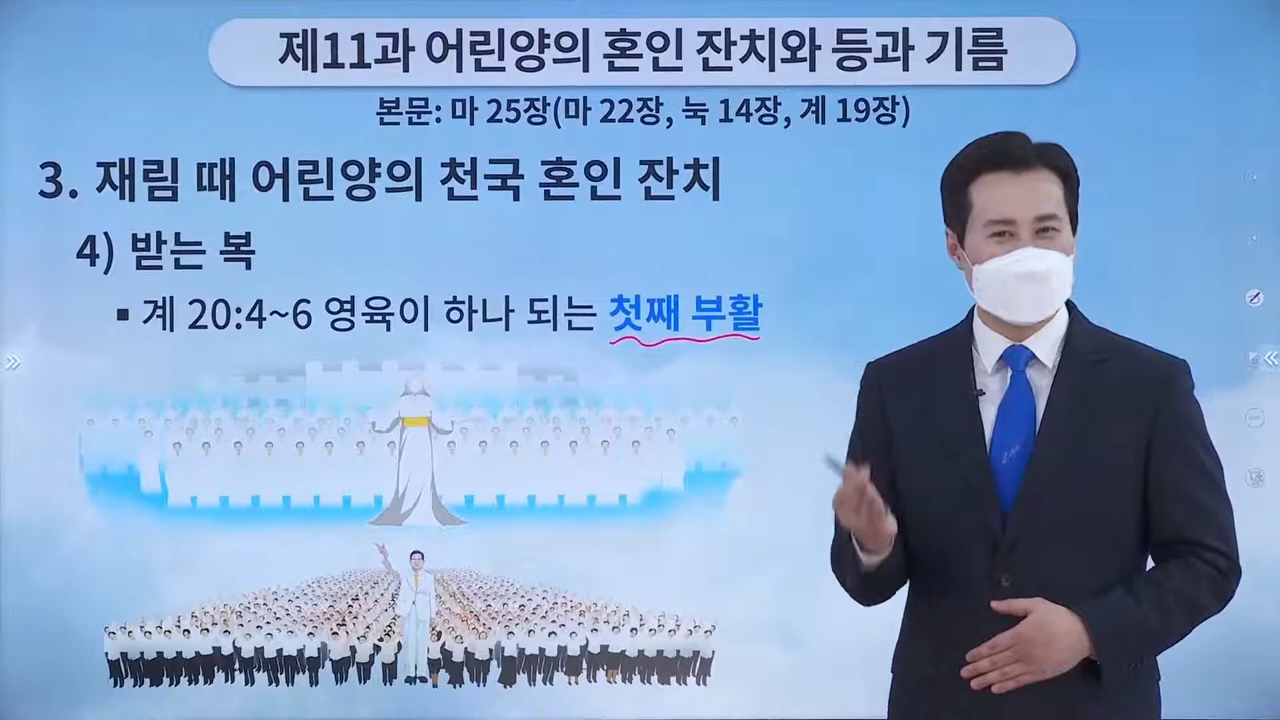 제11과 어린양의 혼인 잔치와 등과 기름
본문: 마 25장(마 22장, 눅 14장, 계 19장)
3. 재림 때 어린양의 천국 혼인 잔치
4) 받는 복
▪ 계 20:4~6 영육이 하나 되는 첫째 부활